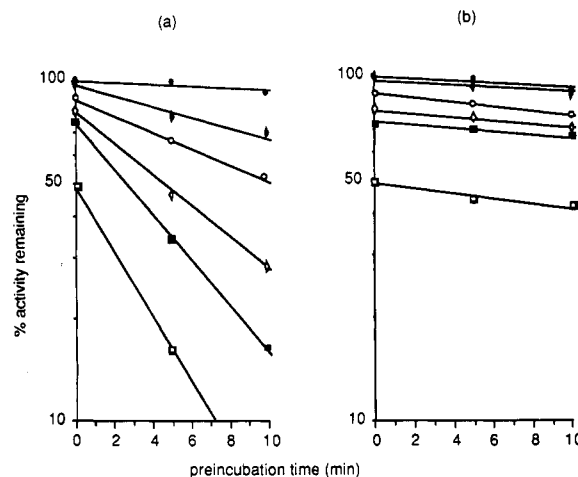 (a) (b)
100 100
50 50
10 10
% activity remaining
0 2 4 6 8 10 0 2 4 6 8 10
preincubation time (min)